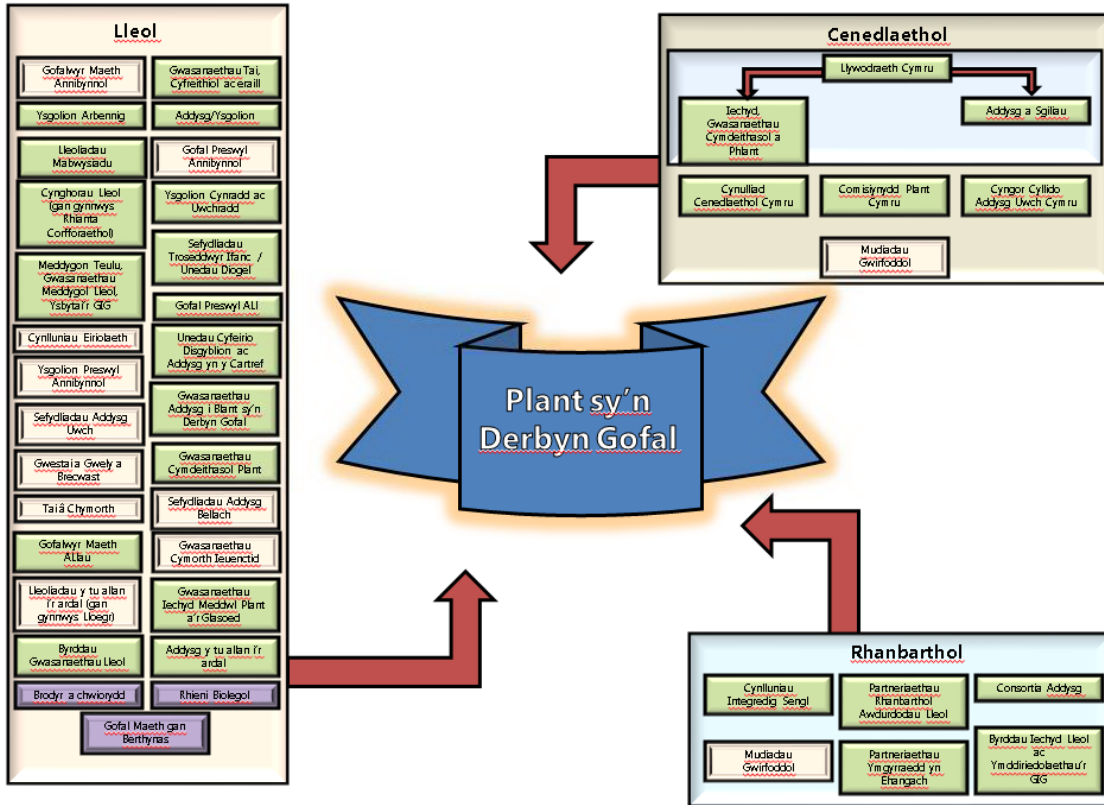 Lleol
Gofalwyr Maeth
Annibynnol
Gwasanaethau Tai,
Cyfreithiol ac eraill
Ysgolion Arbennig
Addysg/Ysgolion
Lleoliadau
Mabwysiadu
Gofal Preswyl
Annibynnol
Cynghorau Lleol
(gan gynnwys
Rhianta
Corfforaethol)
Ysgolion Cynradd ac
Uwchradd
Sefydliadau
Troseddwyr Ifanc /
Unedau Diogel
Meddygon Teulu,
Gwasanaethau
Meddygol Lleol,
Ysbytai'r GIG
Gofal Preswyl ALl
Cynlluniau Eiriolaeth
Unedau Cyfeirio
Disgyblion ac
Addysg yn y Cartref
Ysgolion Preswyl
Annibynnol
Gwasanaethau
Addysg i Blant sy'n
Derbyn Gofal
Sefydliadau Addysg
Uwch
Gwasanaethau
Cymdeithasol Plant
Gwestai a Gwely a
Brecwast
Sefydliadau Addysg
Bellach
Tai â Chymorth
Gofalwyr Maeth
ALlau
Gwasanaethau
Cymorth Ieuenctid
Lleoliadau y tu allan
i'r ardal (gan
gynnwys Lloegr)
Gwasanaethau
Iechyd Meddwl Plant
a'r Glasoed
Byrddau
Gwasanaethau Lleol
Addysg y tu allan i'r
ardal
Brodyr a chwiorydd
Rhieni Biolegol
Gofal Maeth gan
Berthynas
Plant sy'n
Derbyn Gofal
Cenedlaethol
Llywodraeth Cymru
Iechyd,
Gwasanaethau
Cymdeithasol a
Phlant
Addysg a Sgiliau
Cynulliad
Cenedlaethol Cymru
Comisiynydd Plant
Cymru
Cyngor Cyllido
Addysg Uwch Cymru
Mudiadau
Gwirfoddol
Rhanbarthol
Cynlluniau
Integredig Sengl
Partneriaethau
Rhanbarthol
Awdurdodau Lleol
Consortia Addysg
Mudiadau
Gwirfoddol
Partneriaethau
Ymgyrraedd yn
Ehangach
Byrddau Iechyd Lleol
ac
Ymddiriedolaethau'r
GIG